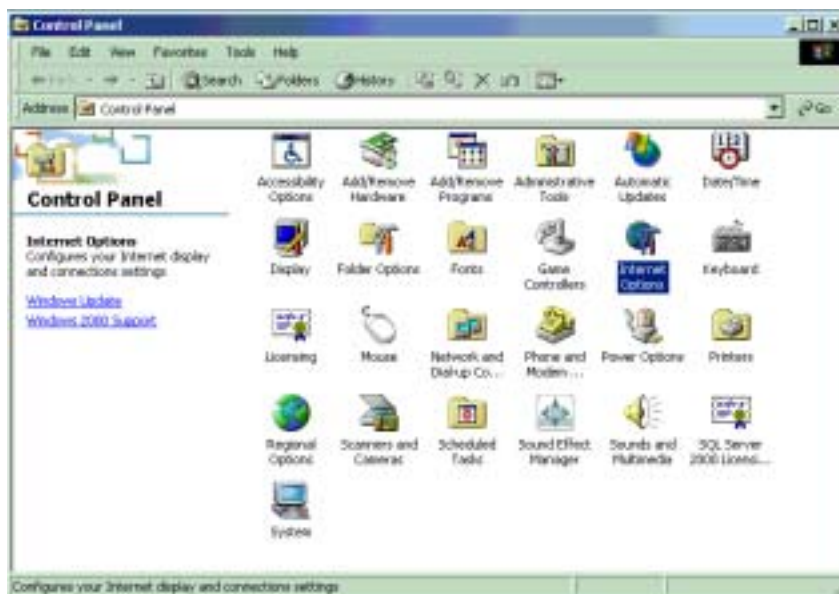 Control Panel
File Edit View Favorites Tools Help
Search Folders History
Address Control Panel Go
Control Panel
Internet Options
Configures your Internet display
and connections settings
Windows Update
Windows 2000 Support
Accessibility
Options
Add/Remove
Hardware
Add/Remove
Programs
Administrative
Tools
Automatic
Updates
Date/Time
Display
Folder Options
Fonts
Game
Controllers
Internet
Options
Keyboard
Licensing
Mouse
Network and
Dial-up Co...
Phone and
Modem ...
Power Options
Printers
Regional
Options
Scanners and
Cameras
Scheduled
Tasks
Sound Effect
Manager
Sounds and
Multimedia
SQL Server
2000 Licensi...
System
Configures your Internet display and connections settings